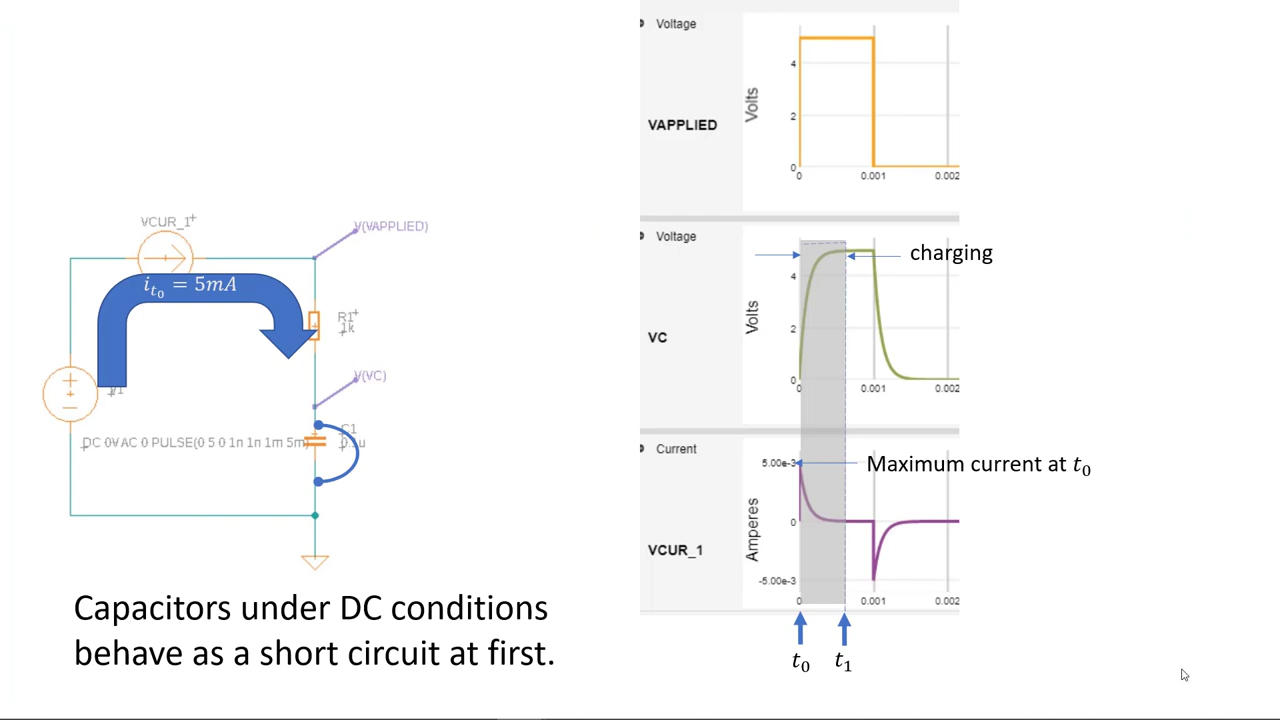 VCUR_1
V(VAPPLIED)
i_{t_0} = 5mA
R1
1k
V(VC)
V1
C1
DC 0V AC 0 PULSE(0 5 0 1n 1n 1m 5m)
Capacitors under DC conditions
behave as a short circuit at first.
Voltage
VAPPLIED
Volts
4
2
0
0 0.001 0.002
Voltage
VC
Volts
4
2
0
0 0.001 0.002
charging
Current
VCUR_1
Amperes
5.00e-3
0
-5.00e-3
0 0.001 0.002
Maximum current at t_0
t_0 t_1